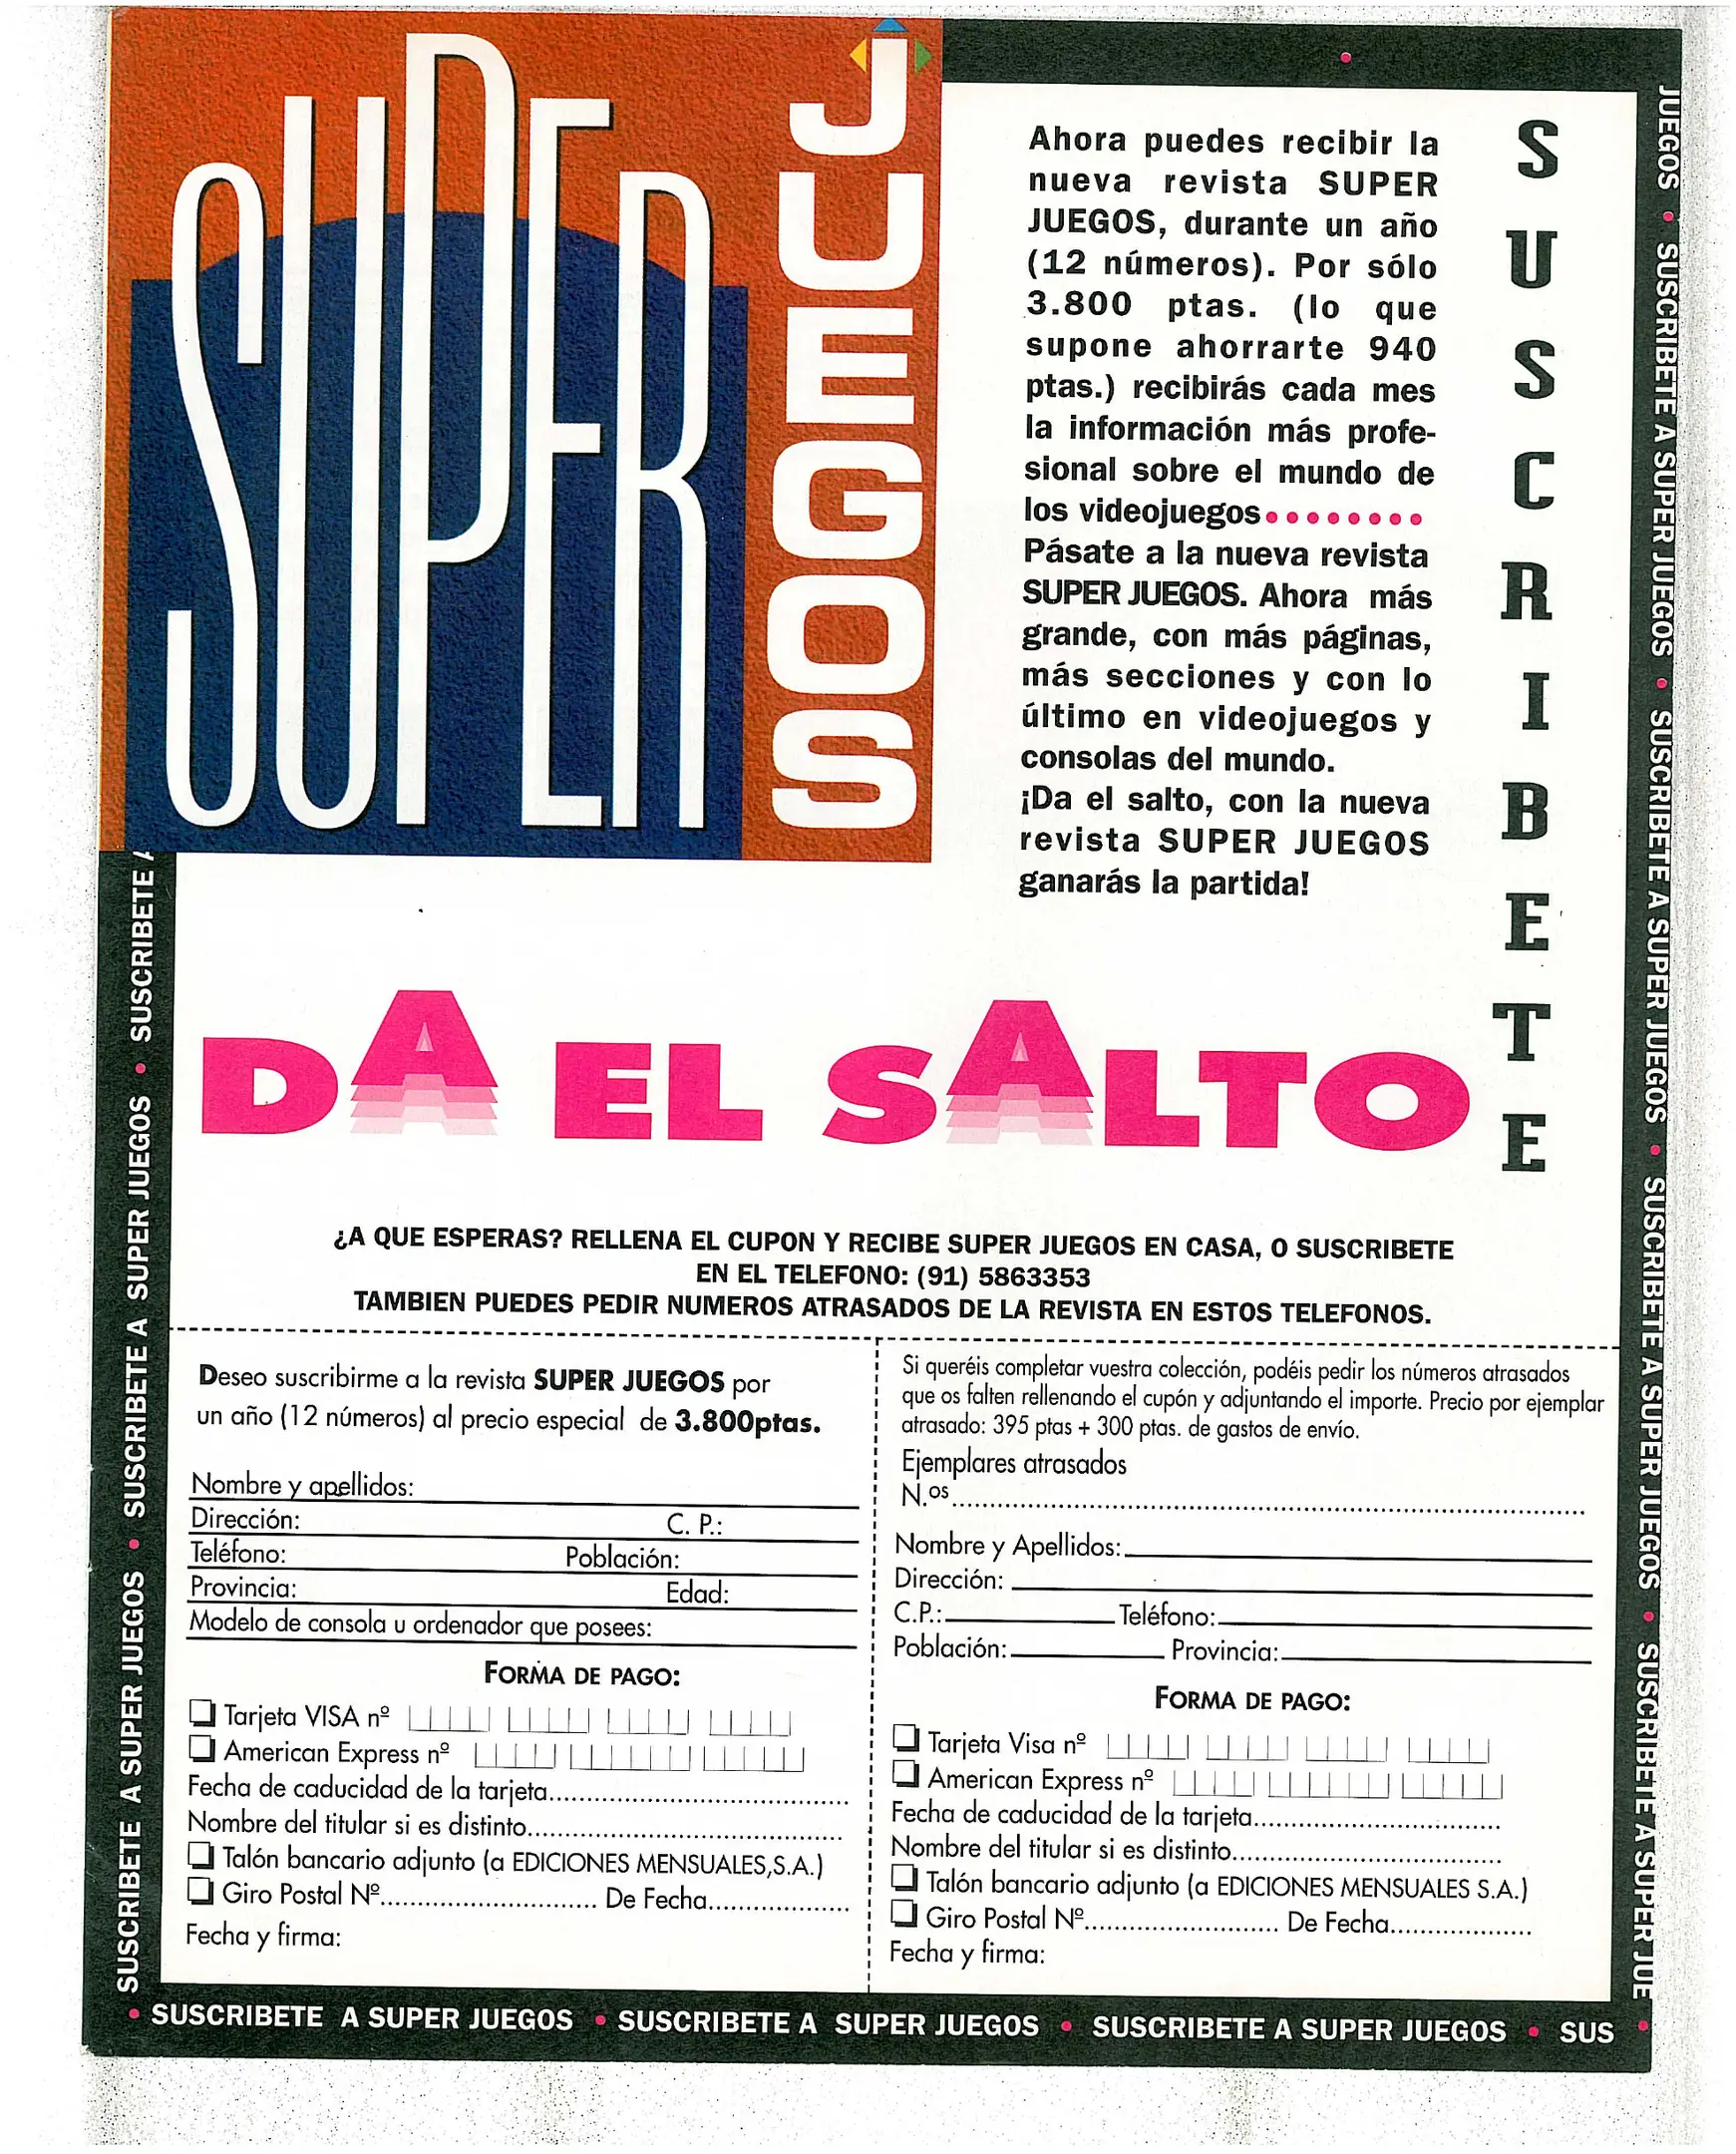 SUPER
JUEGOS
Ahora puedes recibir la
nueva revista SUPER
JUEGOS, durante un año
(12 números). Por sólo
3.800 ptas. (lo que
supone ahorrarte 940
ptas.) recibirás cada mes
la información más profe-
sional sobre el mundo de
los videojuegos
Pásate a la nueva revista
SUPER JUEGOS. Ahora más
grande, con más páginas,
más secciones y con lo
último en videojuegos y
consolas del mundo.
¡Da el salto, con la nueva
revista SUPER JUEGOS
ganarás la partida!
SUSCRIBETE
DA EL SALTO
¿A QUE ESPERAS? RELLENA EL CUPON Y RECIBE SUPER JUEGOS EN CASA, O SUSCRIBETE
EN EL TELEFONO: (91) 5863353
TAMBIEN PUEDES PEDIR NUMEROS ATRASADOS DE LA REVISTA EN ESTOS TELEFONOS.
Deseo suscribirme a la revista SUPER JUEGOS por
un año (12 números) al precio especial de 3.800ptas.
Nombre y apellidos:
Dirección: C. P.:
Teléfono: Población:
Provincia: Edad:
Modelo de consola u ordenador que posees:
FORMA DE PAGO:
Tarjeta VISA nº
American Express nº
Fecha de caducidad de la tarjeta
Nombre del titular si es distinto
Talón bancario adjunto (a EDICIONES MENSUALES,S.A.)
Giro Postal Nº De Fecha
Fecha y firma:
Si queréis completar vuestra colección, podéis pedir los números atrasados
que os falten rellenando el cupón y adjuntando el importe. Precio por ejemplar
atrasado: 395 ptas + 300 ptas. de gastos de envío.
Ejemplares atrasados
N.os
Nombre y Apellidos:
Dirección:
C.P.: Teléfono:
Población: Provincia:
FORMA DE PAGO:
Tarjeta Visa nº
American Express nº
Fecha de caducidad de la tarjeta
Nombre del titular si es distinto
Talón bancario adjunto (a EDICIONES MENSUALES S.A.)
Giro Postal Nº De Fecha
Fecha y firma:
SUSCRIBETE A SUPER JUEGOS • SUSCRIBETE A SUPER JUEGOS • SUSCRIBETE A
• SUSCRIBETE A SUPER JUEGOS • SUSCRIBETE A SUPER JUEGOS • SUSCRIBETE A SUPER JUEGOS • SUS •
JUEGOS • SUSCRIBETE A SUPER JUEGOS • SUSCRIBETE A SUPER JUEGOS • SUSCRIBETE A SUPER JUEGOS • SUSCRIBETE A SUPER JUE